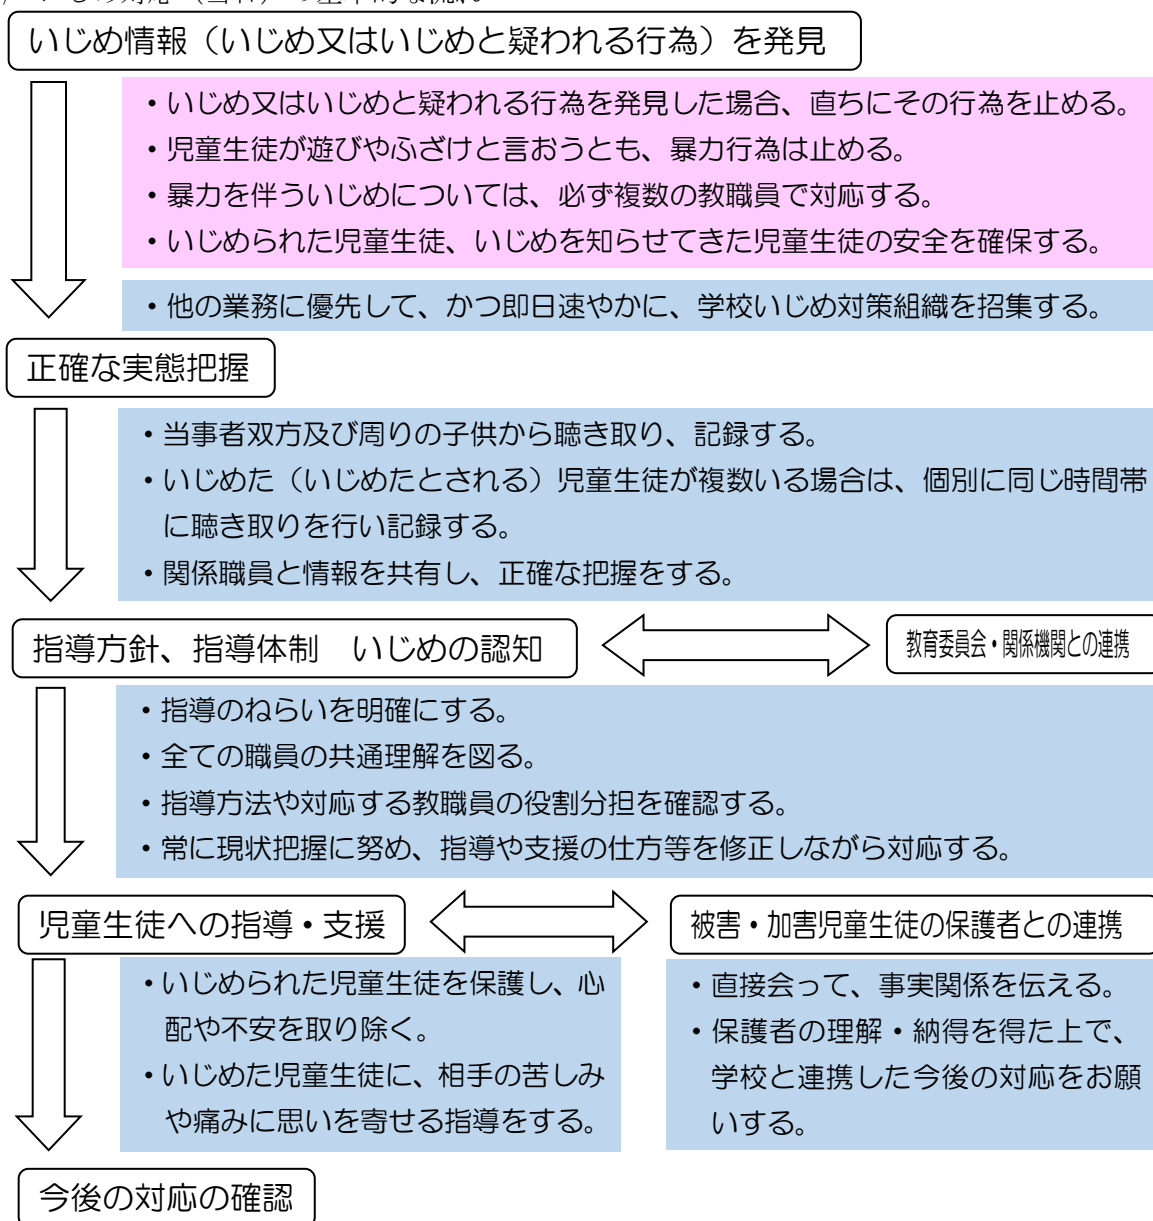 いじめ情報（いじめ又はいじめと疑われる行為）を発見
・いじめ又はいじめと疑われる行為を発見した場合、直ちにその行為を止める。
・児童生徒が遊びやふざけと言おうとも、暴力行為は止める。
・暴力を伴ういじめについては、必ず複数の教職員で対応する。
・いじめられた児童生徒、いじめを知らせてきた児童生徒の安全を確保する。
・他の業務に優先して、かつ即日速やかに、学校いじめ対策組織を招集する。
正確な実態把握
・当事者双方及び周りの子供から聴き取り、記録する。
・いじめた（いじめたとされる）児童生徒が複数いる場合は、個別に同じ時間帯
に聴き取りを行い記録する。
・関係職員と情報を共有し、正確な把握をする。
指導方針、指導体制　いじめの認知
教育委員会・関係機関との連携
・指導のねらいを明確にする。
・全ての職員の共通理解を図る。
・指導方法や対応する教職員の役割分担を確認する。
・常に現状把握に努め、指導や支援の仕方等を修正しながら対応する。
児童生徒への指導・支援
被害・加害児童生徒の保護者との連携
・いじめられた児童生徒を保護し、心
配や不安を取り除く。
・いじめた児童生徒に、相手の苦しみ
や痛みに思いを寄せる指導をする。
・直接会って、事実関係を伝える。
・保護者の理解・納得を得た上で、
学校と連携した今後の対応をお願
いする。
今後の対応の確認